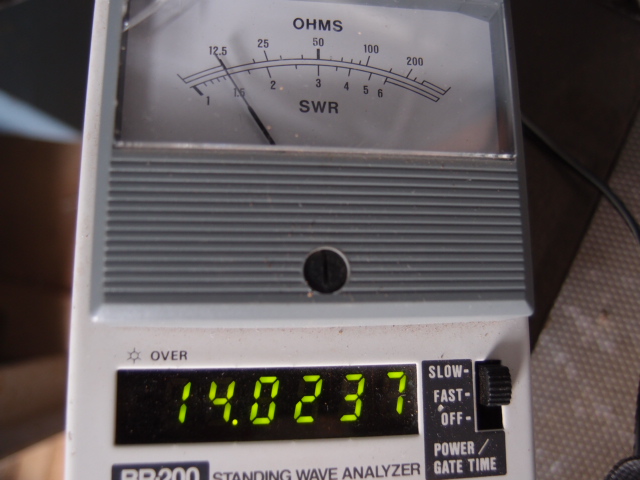 OHMS
12.5 25 50 100 200
1 1.5 2 3 4 5 6
SWR
OVER
14.0237
SLOW-
FAST-
OFF-
POWER/
GATE TIME
STANDING WAVE ANALYZER